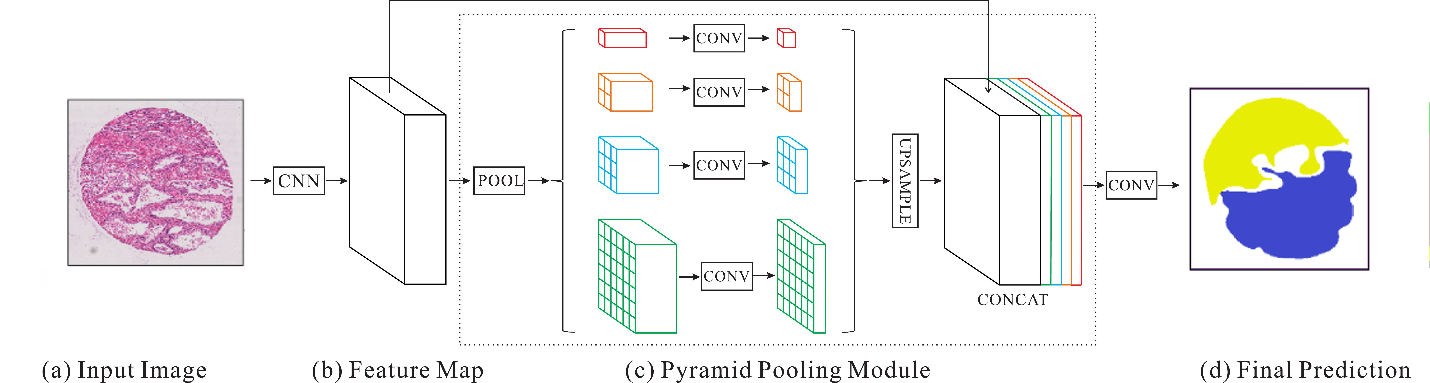 CNN
POOL
CONV
CONV
CONV
CONV
UPSAMPLE
CONCAT
CONV
(a) Input Image
(b) Feature Map
(c) Pyramid Pooling Module
(d) Final Prediction